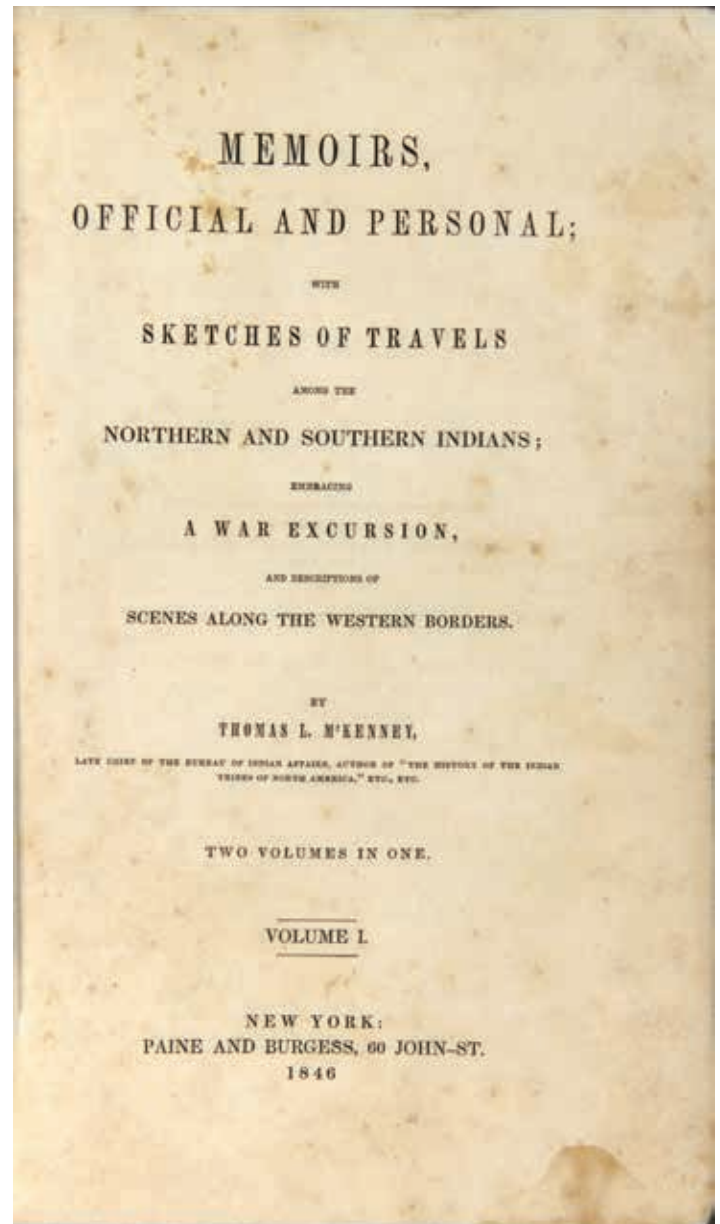 MEMOIRS,
OFFICIAL AND PERSONAL;
WITH
SKETCHES OF TRAVELS
AMONG THE
NORTHERN AND SOUTHERN INDIANS;
EMBRACING
A WAR EXCURSION,
AND DESCRIPTIONS OF
SCENES ALONG THE WESTERN BORDERS.
BY
THOMAS L. M'KENNEY,
LATE CHIEF OF THE BUREAU OF INDIAN AFFAIRS, AUTHOR OF "THE HISTORY OF THE INDIAN
TRIBES OF NORTH AMERICA," ETC., ETC.
TWO VOLUMES IN ONE.
VOLUME I.
NEW YORK:
PAINE AND BURGESS, 60 JOHN-ST.
1846